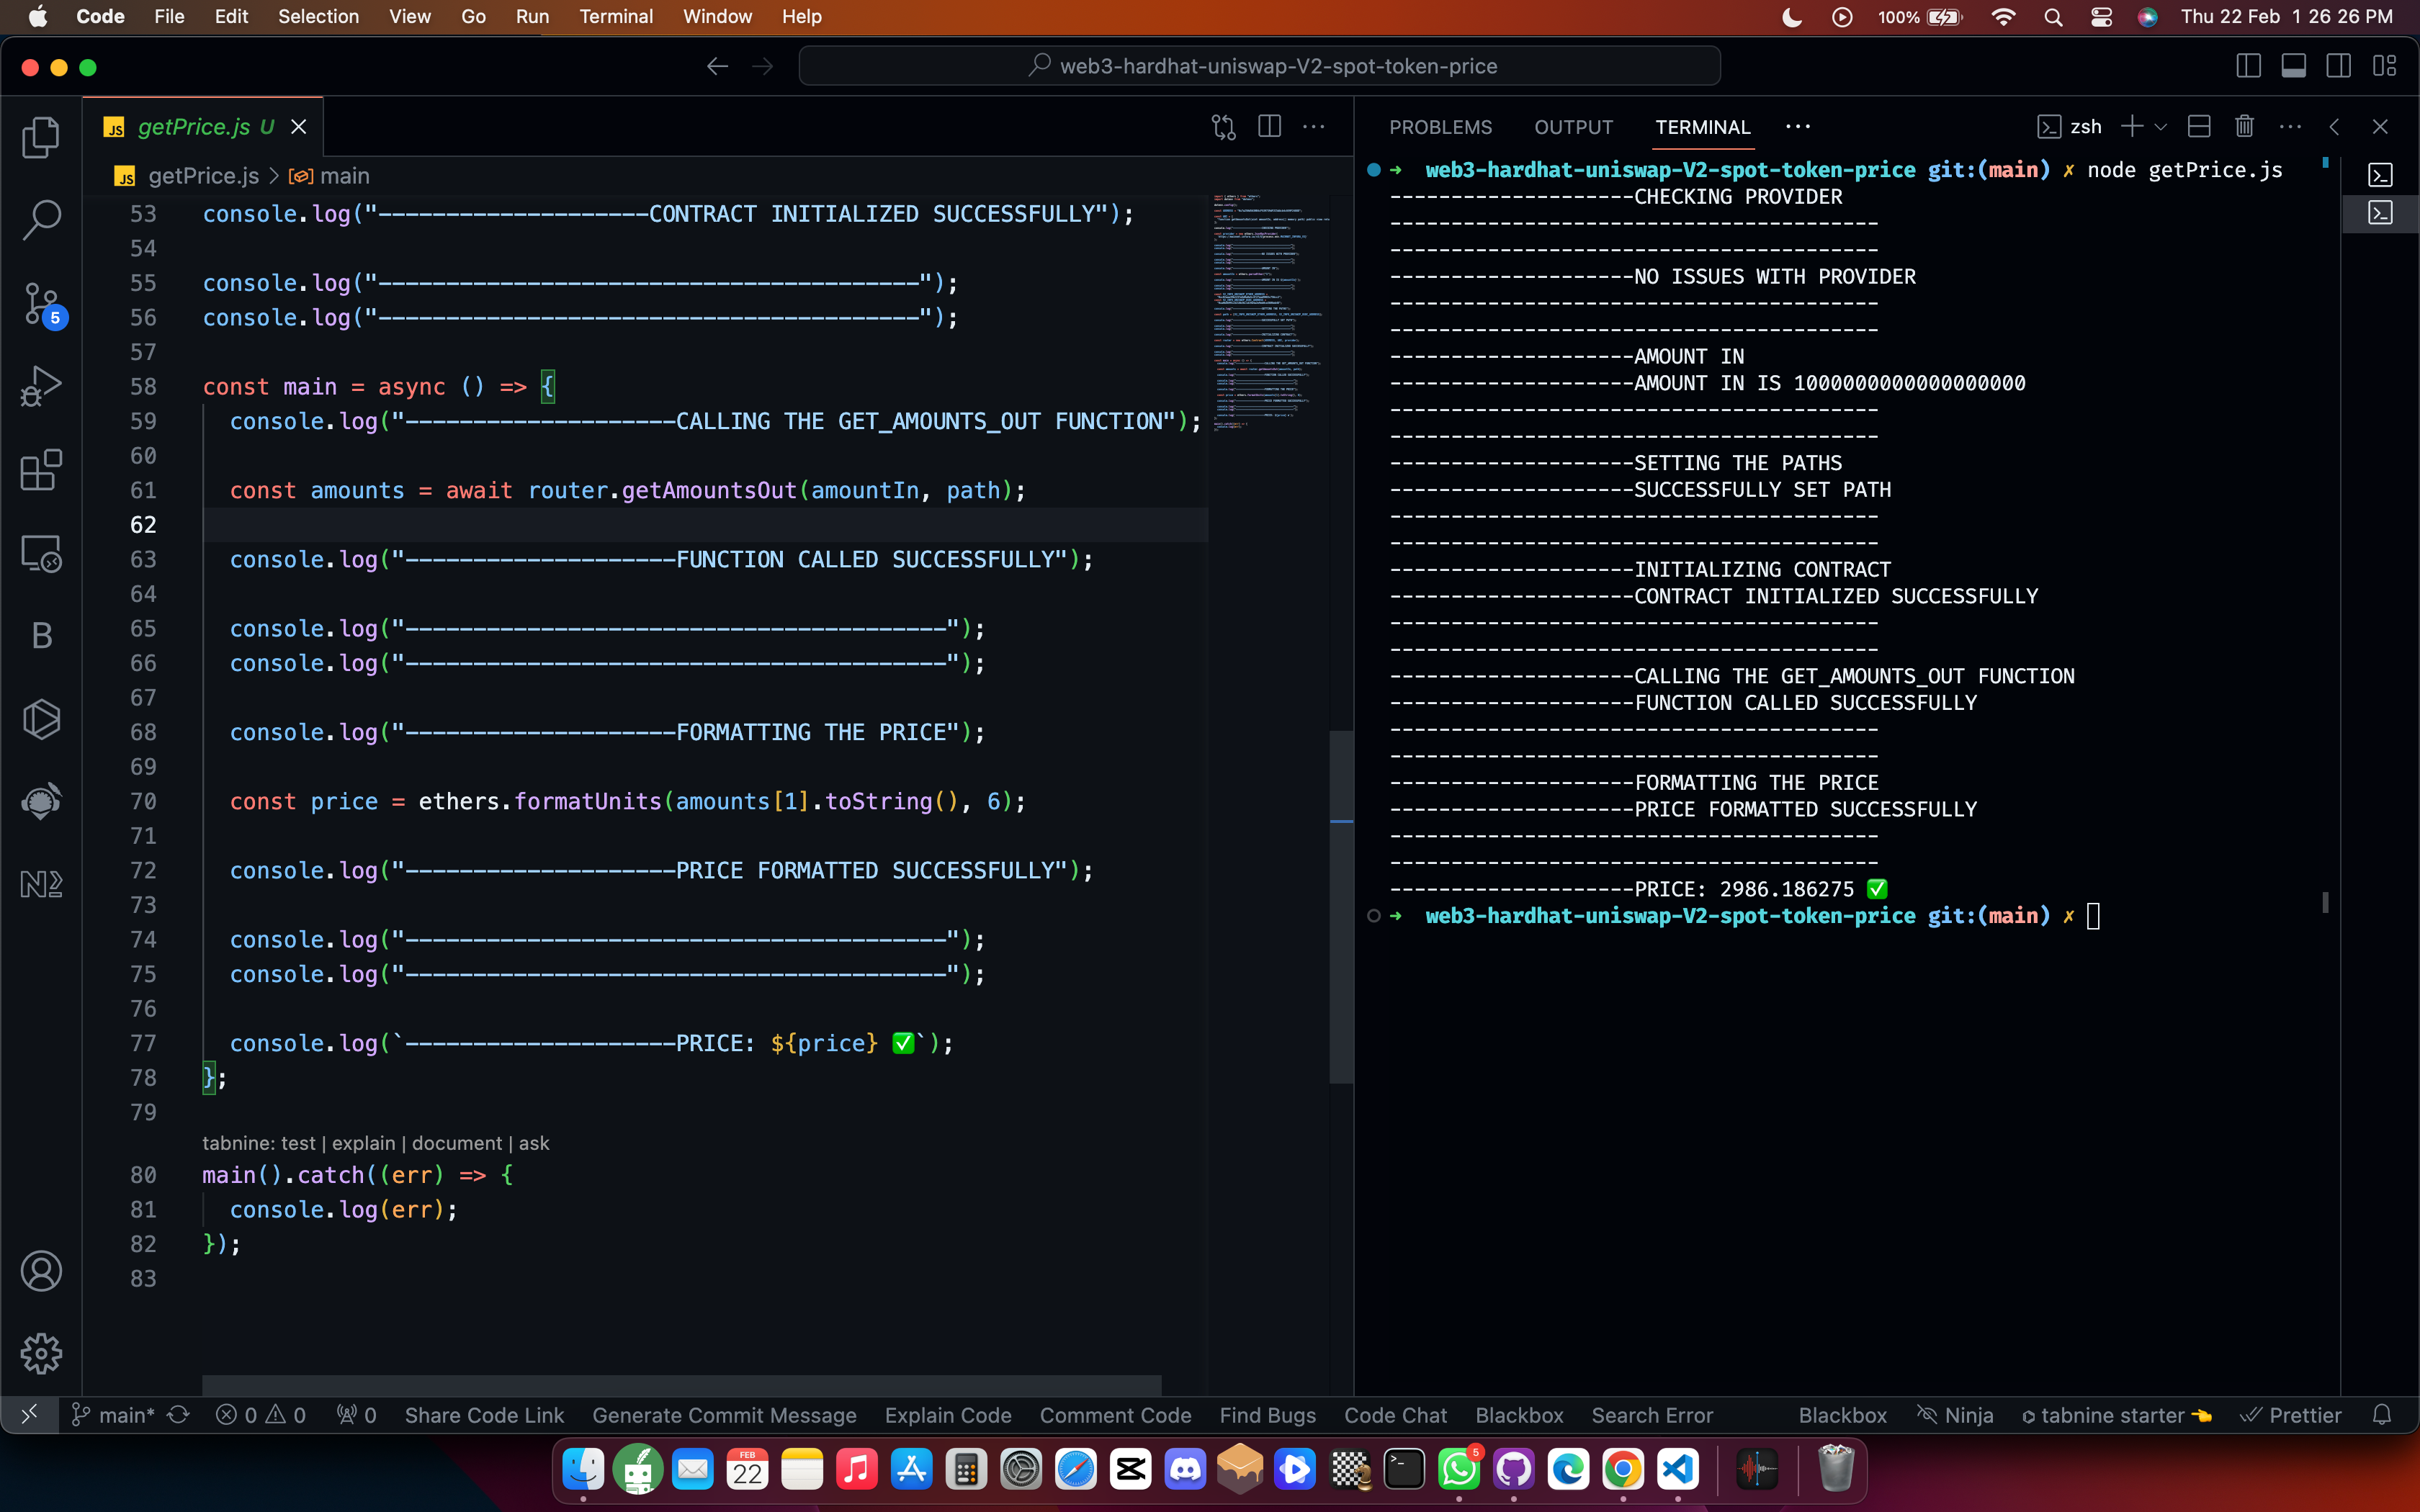 Code File Edit Selection View Go Run Terminal Window Help
100% Thu 22 Feb 1 26 26 PM
web3-hardhat-uniswap-V2-spot-token-price
JS getPrice.js U
JS getPrice.js > main
53 console.log("--------------------CONTRACT INITIALIZED SUCCESSFULLY");
54
55 console.log("----------------------------------------");
56 console.log("----------------------------------------");
57
58 const main = async () => {
59 console.log("--------------------CALLING THE GET_AMOUNTS_OUT FUNCTION");
60
61 const amounts = await router.getAmountsOut(amountIn, path);
62
63 console.log("--------------------FUNCTION CALLED SUCCESSFULLY");
64
65 console.log("----------------------------------------");
66 console.log("----------------------------------------");
67
68 console.log("--------------------FORMATTING THE PRICE");
69
70 const price = ethers.formatUnits(amounts[1].toString(), 6);
71
72 console.log("--------------------PRICE FORMATTED SUCCESSFULLY");
73
74 console.log("----------------------------------------");
75 console.log("----------------------------------------");
76
77 console.log(`--------------------PRICE: ${price} ✅`);
78 };
79
tabnine: test | explain | document | ask
80 main().catch((err) => {
81 console.log(err);
82 });
83
PROBLEMS OUTPUT TERMINAL ··· zsh
➜ web3-hardhat-uniswap-V2-spot-token-price git:(main) ✗ node getPrice.js
--------------------CHECKING PROVIDER
----------------------------------------
----------------------------------------
--------------------NO ISSUES WITH PROVIDER
----------------------------------------
----------------------------------------
--------------------AMOUNT IN
--------------------AMOUNT IN IS 1000000000000000000
----------------------------------------
----------------------------------------
--------------------SETTING THE PATHS
--------------------SUCCESSFULLY SET PATH
----------------------------------------
----------------------------------------
--------------------INITIALIZING CONTRACT
--------------------CONTRACT INITIALIZED SUCCESSFULLY
----------------------------------------
----------------------------------------
--------------------CALLING THE GET_AMOUNTS_OUT FUNCTION
--------------------FUNCTION CALLED SUCCESSFULLY
----------------------------------------
----------------------------------------
--------------------FORMATTING THE PRICE
--------------------PRICE FORMATTED SUCCESSFULLY
----------------------------------------
----------------------------------------
--------------------PRICE: 2986.186275 ✅
➜ web3-hardhat-uniswap-V2-spot-token-price git:(main) ✗
5
B
main* 0 0 0 Share Code Link Generate Commit Message Explain Code Comment Code Find Bugs Code Chat Blackbox Search Error Blackbox Ninja tabnine starter 👈 Prettier
FEB
22
5